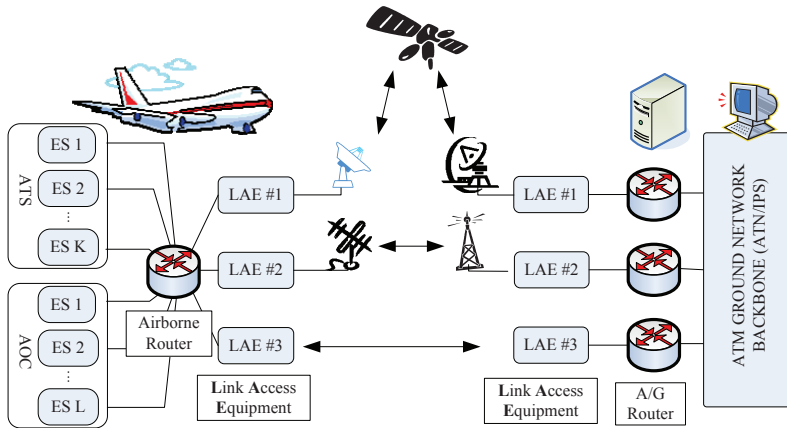 ATS
ES 1
ES 2
...
ES K
AOC
ES 1
ES 2
...
ES L
Airborne
Router
LAE #1
LAE #2
LAE #3
Link Access
Equipment
LAE #1
LAE #2
LAE #3
Link Access
Equipment
A/G
Router
ATM GROUND NETWORK
BACKBONE (ATN/IPS)